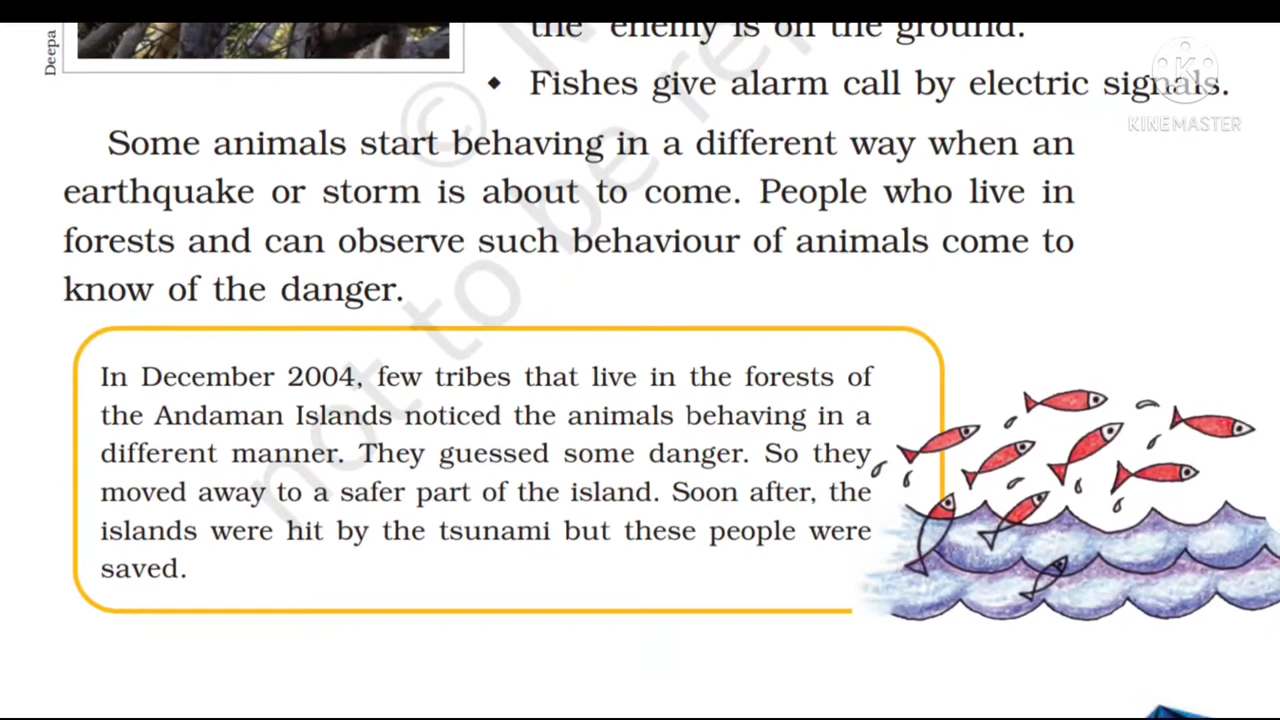 Deepa
the enemy is on the ground.
◆ Fishes give alarm call by electric signals.
KINEMASTER
Some animals start behaving in a different way when an
earthquake or storm is about to come. People who live in
forests and can observe such behaviour of animals come to
know of the danger.
In December 2004, few tribes that live in the forests of
the Andaman Islands noticed the animals behaving in a
different manner. They guessed some danger. So they
moved away to a safer part of the island. Soon after, the
islands were hit by the tsunami but these people were
saved.
not to be rep